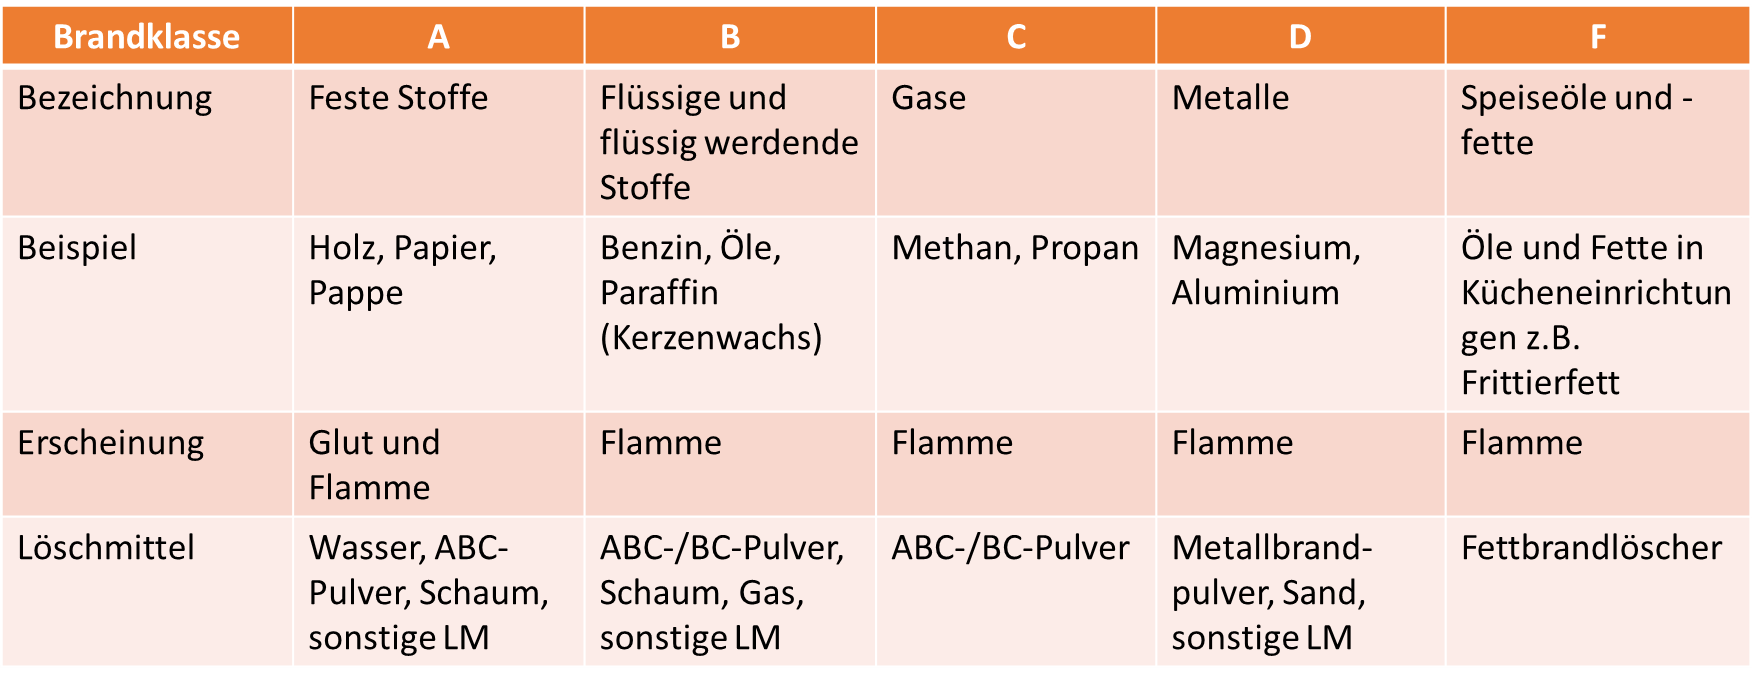 Brandklasse A B C D F
Bezeichnung Feste Stoffe Flüssige und Gase Metalle Speiseöle und -
flüssig werdende fette
Stoffe
Beispiel Holz, Papier, Benzin, Öle, Methan, Propan Magnesium, Öle und Fette in
Pappe Paraffin Aluminium Kücheneinrichtun
(Kerzenwachs) gen z.B.
Frittierfett
Erscheinung Glut und Flamme Flamme Flamme Flamme
Flamme
Löschmittel Wasser, ABC- ABC-/BC-Pulver, ABC-/BC-Pulver Metallbrand- Fettbrandlöscher
Pulver, Schaum, Schaum, Gas, pulver, Sand,
sonstige LM sonstige LM sonstige LM